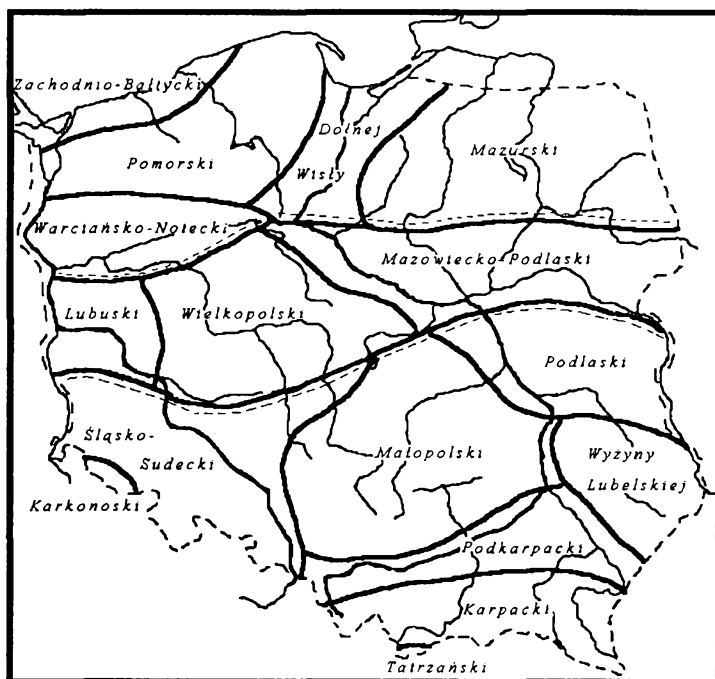 Zachodnio-Bałtycki
Dolnej
Wisły
Pomorski
Mazurski
Warciańsko-Notecki
Mazowiecko-Podlaski
Lubuski
Wielkopolski
Podlaski
Śląsko-
Sudecki
Małopolski
Wyżyny
Lubelskiej
Karkonoski
Podkarpacki
Karpacki
Tatrzański